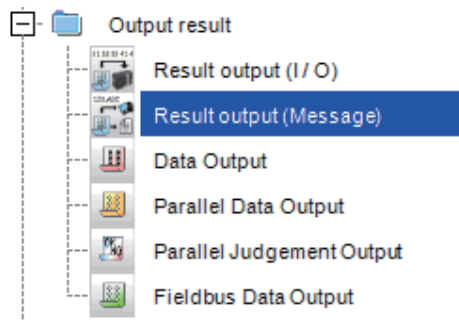 Output result
Result output (I / O)
Result output (Message)
Data Output
Parallel Data Output
Parallel Judgement Output
Fieldbus Data Output